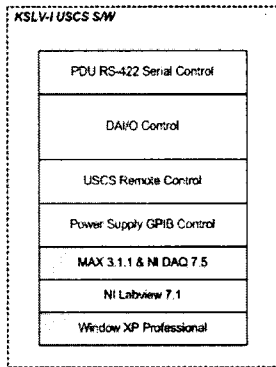 KSLV-I USCS S/W
PDU RS-422 Serial Control
DAI/O Control
USCS Remote Control
Power Supply GPIB Control
MAX 3.1.1 & NI DAQ 7.5
NI Labview 7.1
Window XP Professional